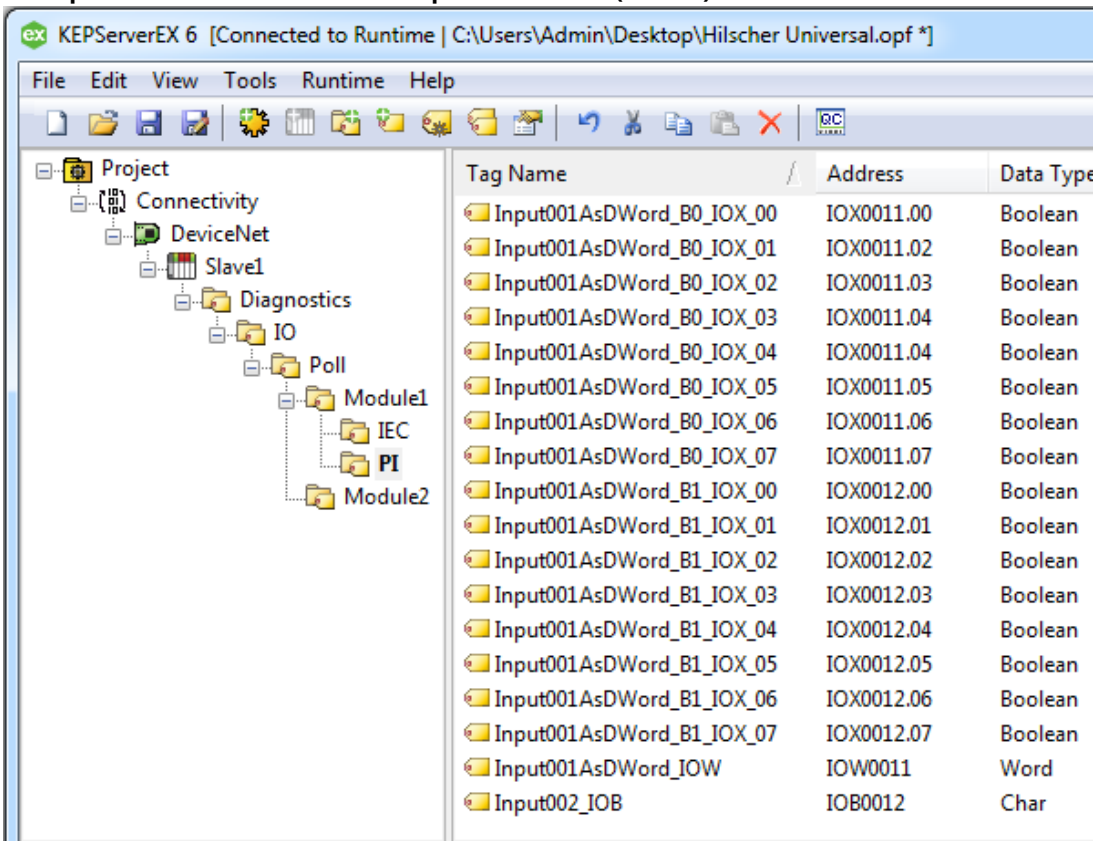 KEPServerEX 6 [Connected to Runtime | C:\Users\Admin\Desktop\Hilscher Universal.opf *]
File Edit View Tools Runtime Help
QC
Project
Connectivity
DeviceNet
Slave1
Diagnostics
IO
Poll
Module1
IEC
PI
Module2
Tag Name Address Data Type
Input001AsDWord_B0_IOX_00 IOX0011.00 Boolean
Input001AsDWord_B0_IOX_01 IOX0011.02 Boolean
Input001AsDWord_B0_IOX_02 IOX0011.03 Boolean
Input001AsDWord_B0_IOX_03 IOX0011.04 Boolean
Input001AsDWord_B0_IOX_04 IOX0011.04 Boolean
Input001AsDWord_B0_IOX_05 IOX0011.05 Boolean
Input001AsDWord_B0_IOX_06 IOX0011.06 Boolean
Input001AsDWord_B0_IOX_07 IOX0011.07 Boolean
Input001AsDWord_B1_IOX_00 IOX0012.00 Boolean
Input001AsDWord_B1_IOX_01 IOX0012.01 Boolean
Input001AsDWord_B1_IOX_02 IOX0012.02 Boolean
Input001AsDWord_B1_IOX_03 IOX0012.03 Boolean
Input001AsDWord_B1_IOX_04 IOX0012.04 Boolean
Input001AsDWord_B1_IOX_05 IOX0012.05 Boolean
Input001AsDWord_B1_IOX_06 IOX0012.06 Boolean
Input001AsDWord_B1_IOX_07 IOX0012.07 Boolean
Input001AsDWord_IOW IOW0011 Word
Input002_IOB IOB0012 Char